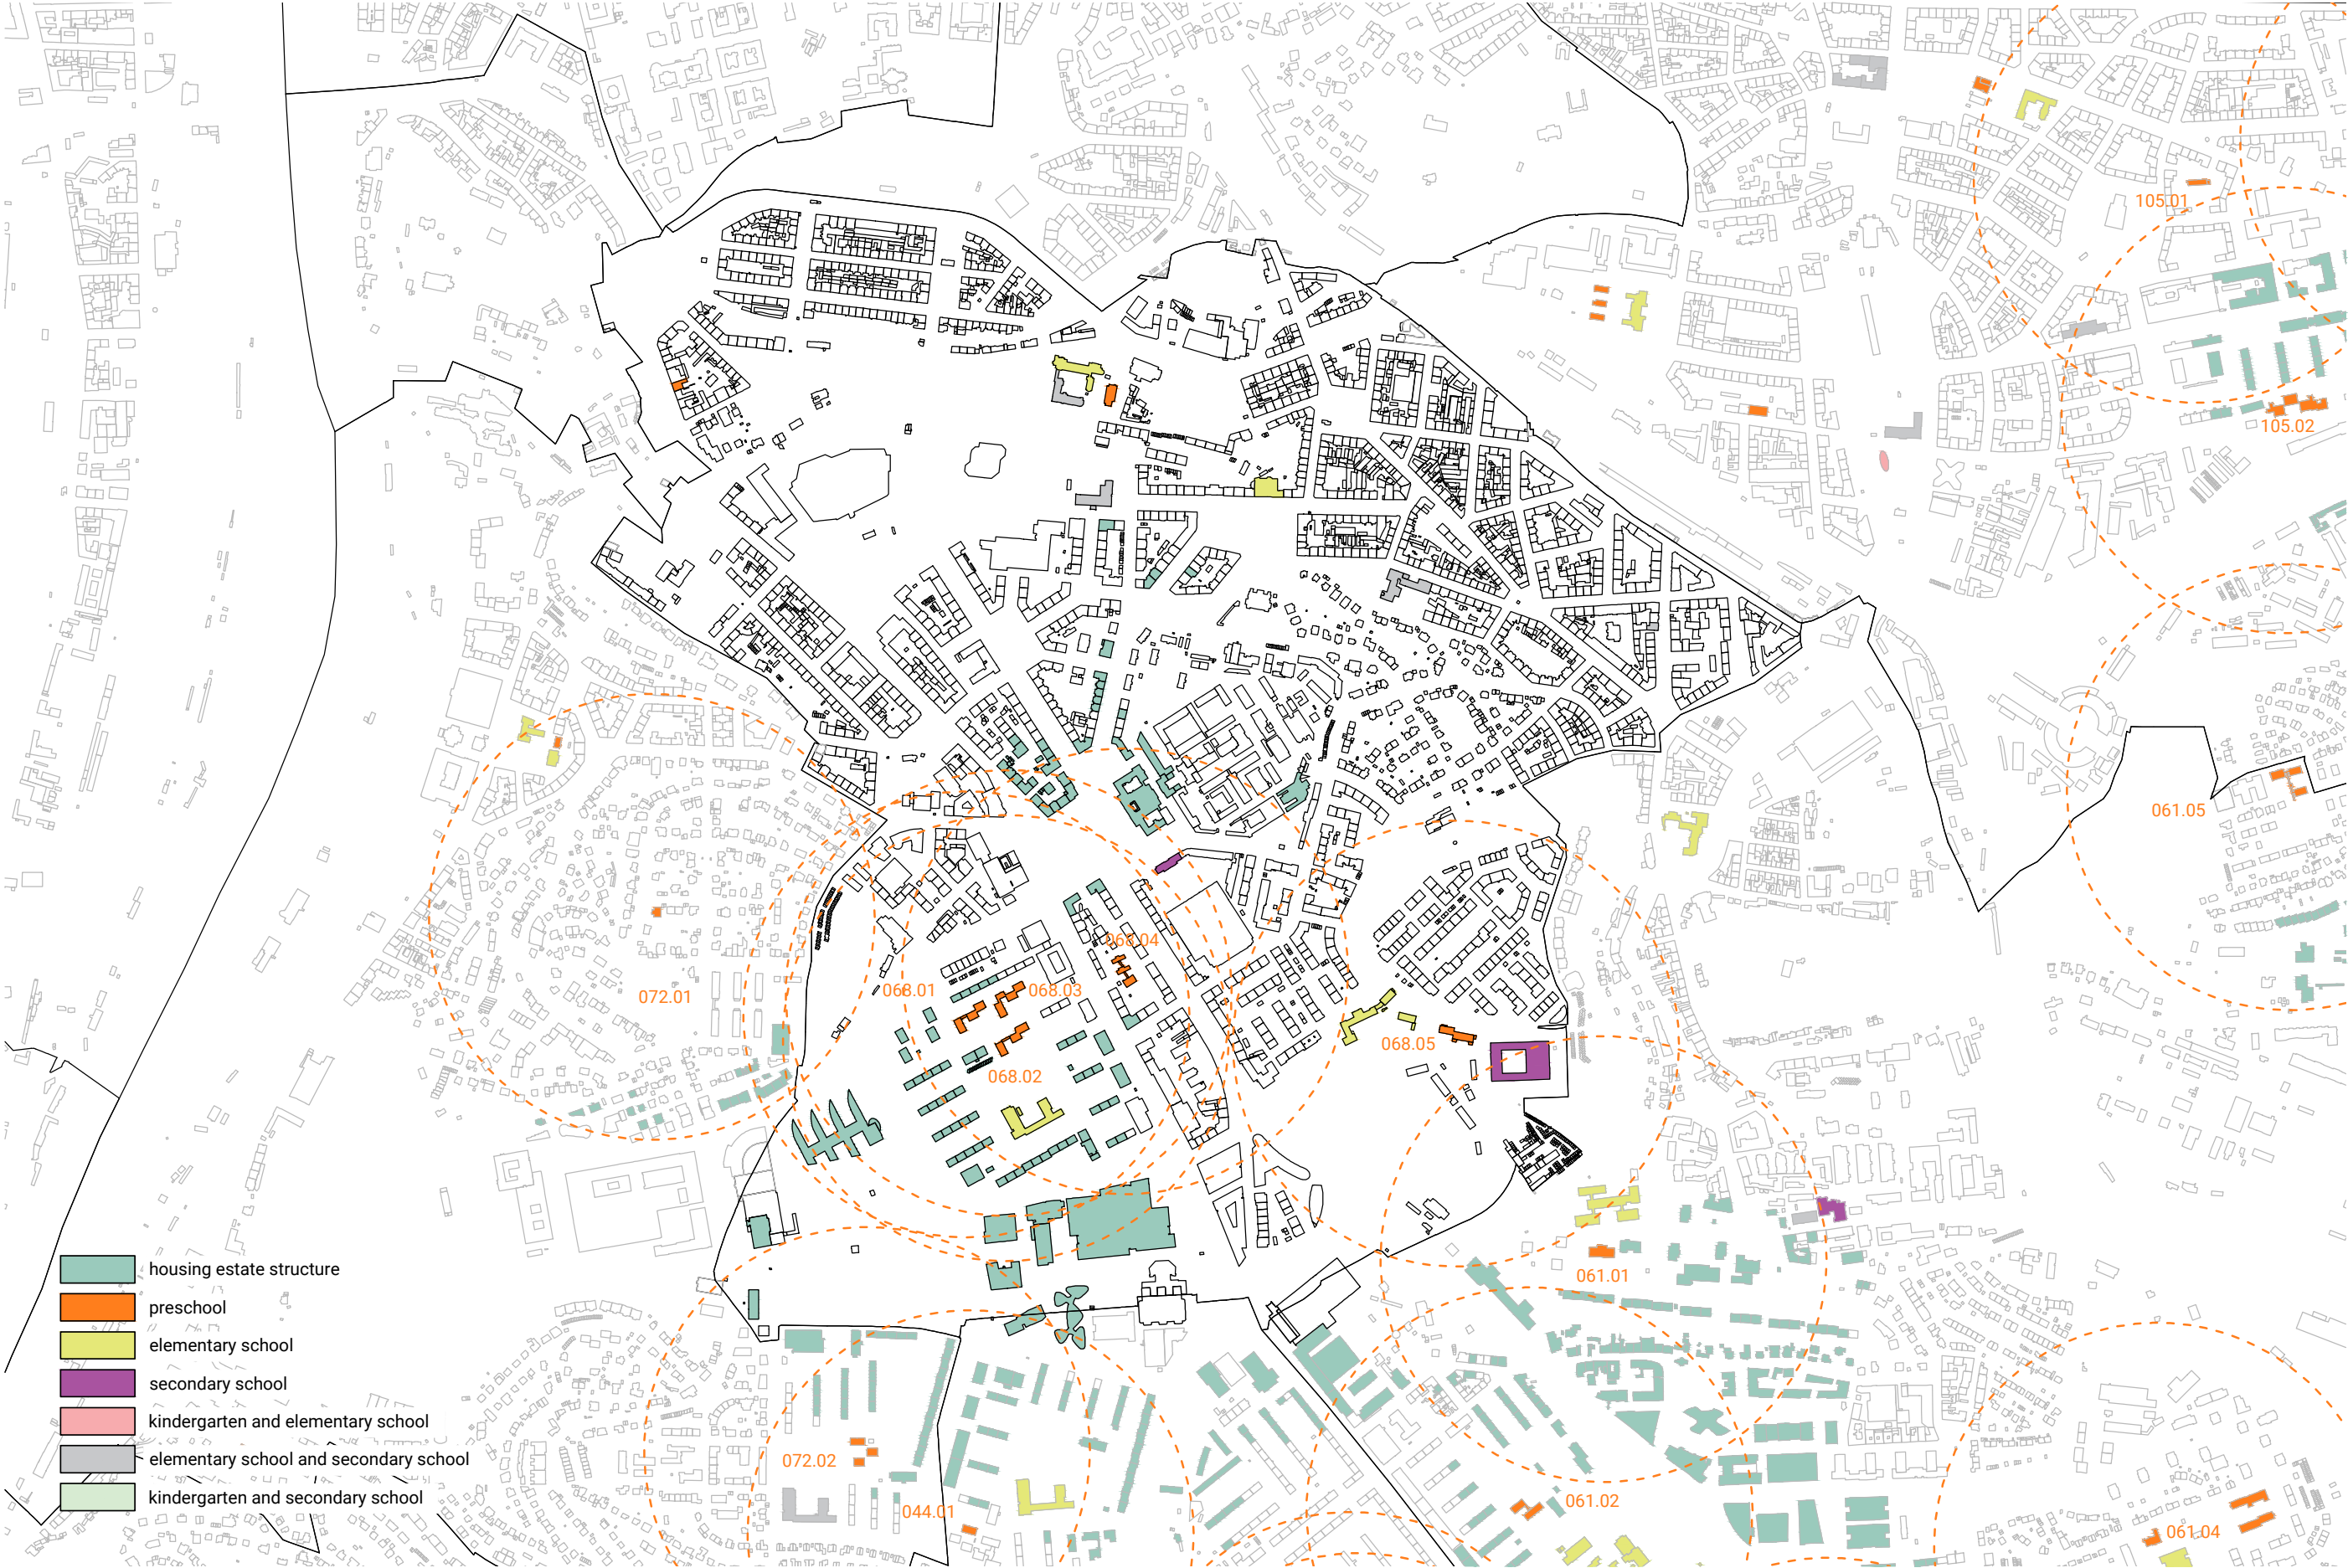 105.01
105.02
061.05
068.04
072.01
068.01
068.03
068.05
068.02
061.01
housing estate structure
preschool
elementary school
secondary school
kindergarten and elementary school
elementary school and secondary school
kindergarten and secondary school
072.02
044.01
061.02
061.04